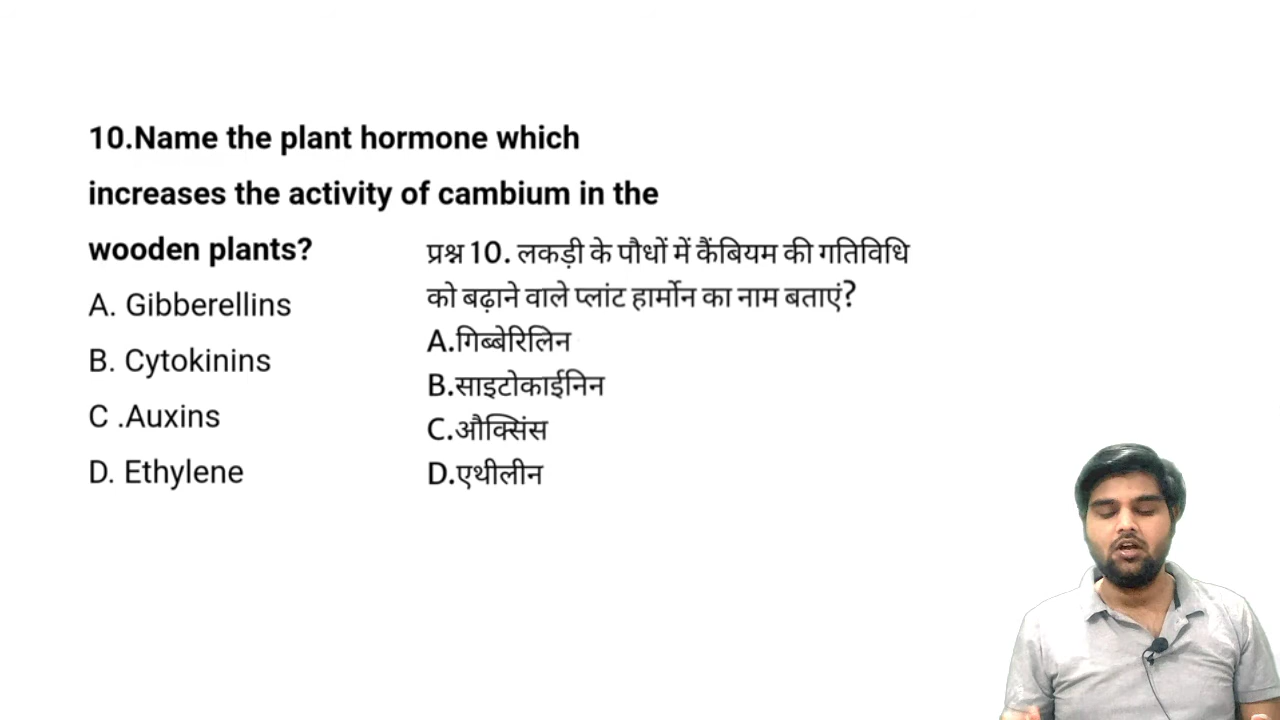 10.Name the plant hormone which
increases the activity of cambium in the
wooden plants?
A. Gibberellins
B. Cytokinins
C .Auxins
D. Ethylene
प्रश्न 10. लकड़ी के पौधों में कैंबियम की गतिविधि
को बढ़ाने वाले प्लांट हार्मोन का नाम बताएं?
A.गिब्बेरिलिन
B.साइटोकाईनिन
C.औक्सिंस
D.एथीलीन